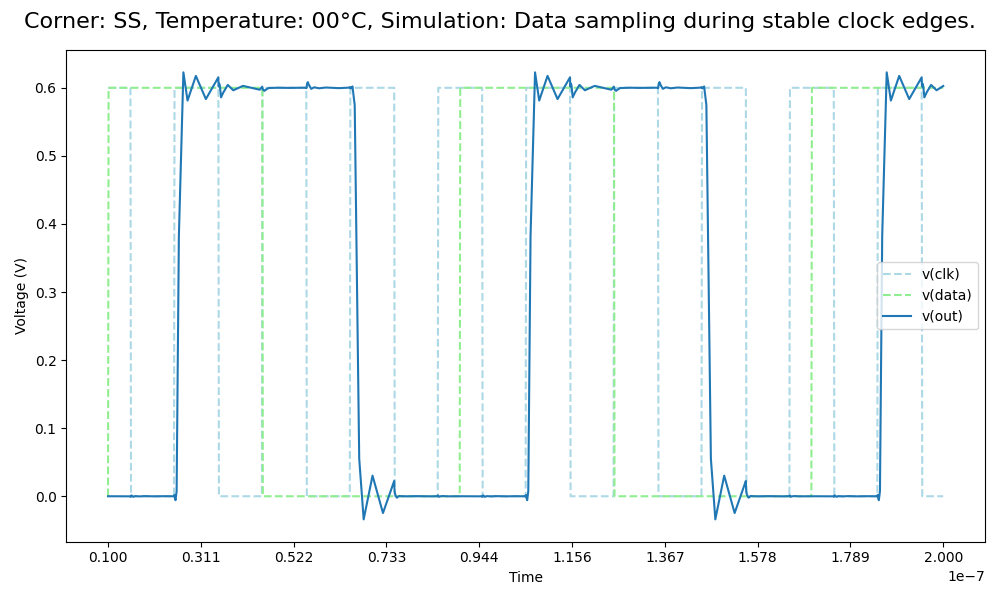 Corner: SS, Temperature: 00°C, Simulation: Data sampling during stable clock edges.
Voltage (V)
0.6
0.5
0.4
0.3
0.2
0.1
0.0
v(clk)
v(data)
v(out)
0.100 0.311 0.522 0.733 0.944 1.156 1.367 1.578 1.789 2.000
Time
1e−7